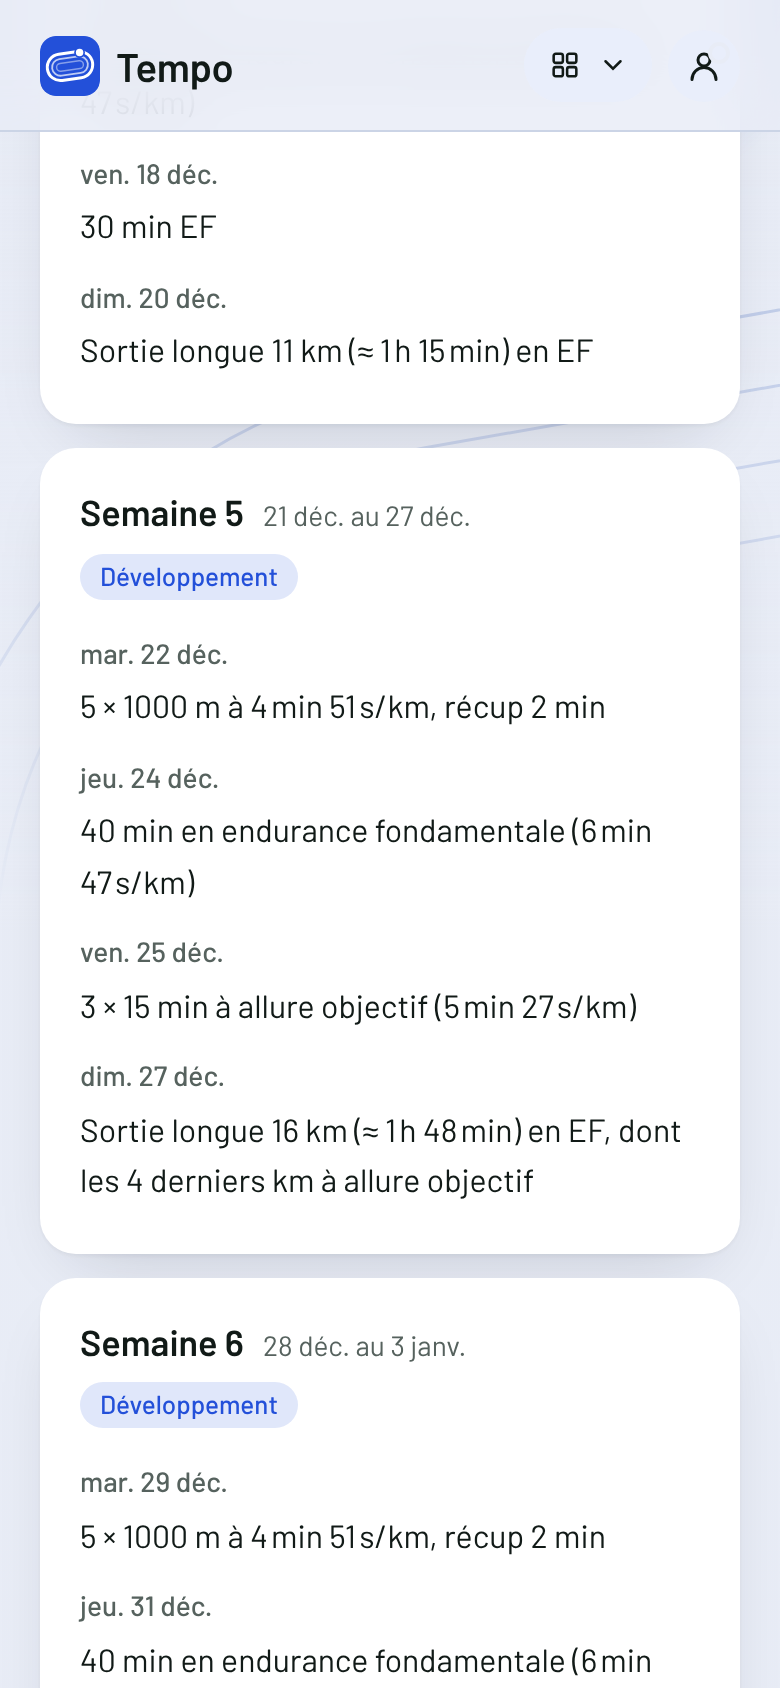 Tempo
47 s/km)
ven. 18 déc.
30 min EF
dim. 20 déc.
Sortie longue 11 km (≈ 1 h 15 min) en EF
Semaine 5 21 déc. au 27 déc.
Développement
mar. 22 déc.
5 × 1000 m à 4 min 51 s/km, récup 2 min
jeu. 24 déc.
40 min en endurance fondamentale (6 min
47 s/km)
ven. 25 déc.
3 × 15 min à allure objectif (5 min 27 s/km)
dim. 27 déc.
Sortie longue 16 km (≈ 1 h 48 min) en EF, dont
les 4 derniers km à allure objectif
Semaine 6 28 déc. au 3 janv.
Développement
mar. 29 déc.
5 × 1000 m à 4 min 51 s/km, récup 2 min
jeu. 31 déc.
40 min en endurance fondamentale (6 min